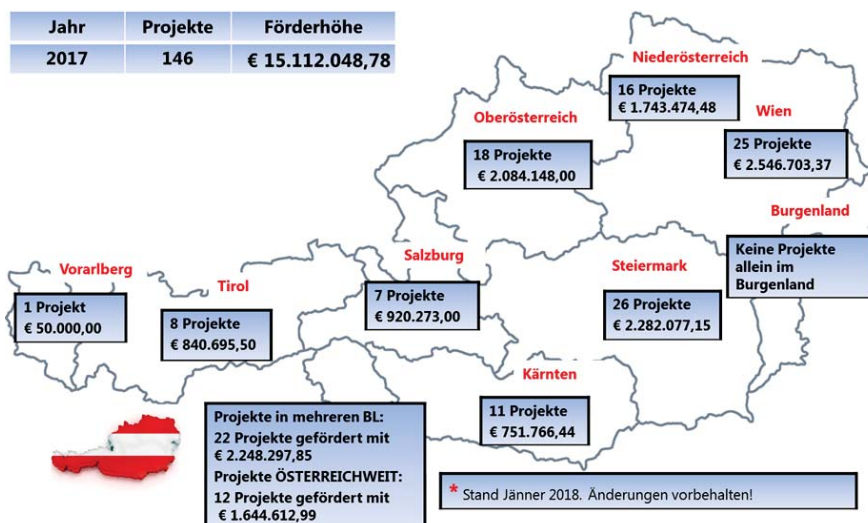 Jahr Projekte Förderhöhe
2017 146 € 15.112.048,78
Niederösterreich
16 Projekte
€ 1.743.474,48
Wien
25 Projekte
€ 2.546.703,37
Oberösterreich
18 Projekte
€ 2.084.148,00
Burgenland
Keine Projekte
allein im
Burgenland
Vorarlberg
1 Projekt
€ 50.000,00
Tirol
8 Projekte
€ 840.695,50
Salzburg
7 Projekte
€ 920.273,00
Steiermark
26 Projekte
€ 2.282.077,15
Kärnten
11 Projekte
€ 751.766,44
Projekte in mehreren BL:
22 Projekte gefördert mit
€ 2.248.297,85
Projekte ÖSTERREICHWEIT:
12 Projekte gefördert mit
€ 1.644.612,99
* Stand Jänner 2018. Änderungen vorbehalten!